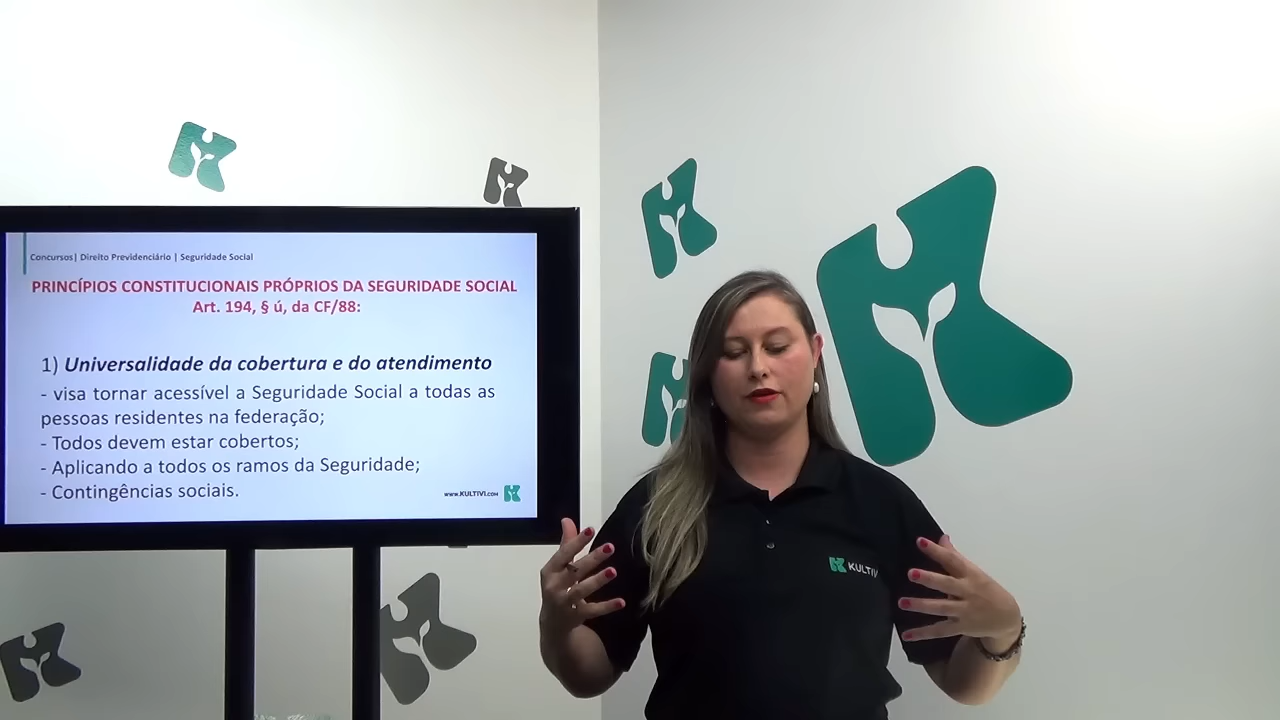 Concursos| Direito Previdenciário | Seguridade Social
PRINCÍPIOS CONSTITUCIONAIS PRÓPRIOS DA SEGURIDADE SOCIAL
Art. 194, § ú, da CF/88:
1) Universalidade da cobertura e do atendimento
- visa tornar acessível a Seguridade Social a todas as
pessoas residentes na federação;
- Todos devem estar cobertos;
- Aplicando a todos os ramos da Seguridade;
- Contingências sociais.
www.KULTIVI.com
KULTIVI